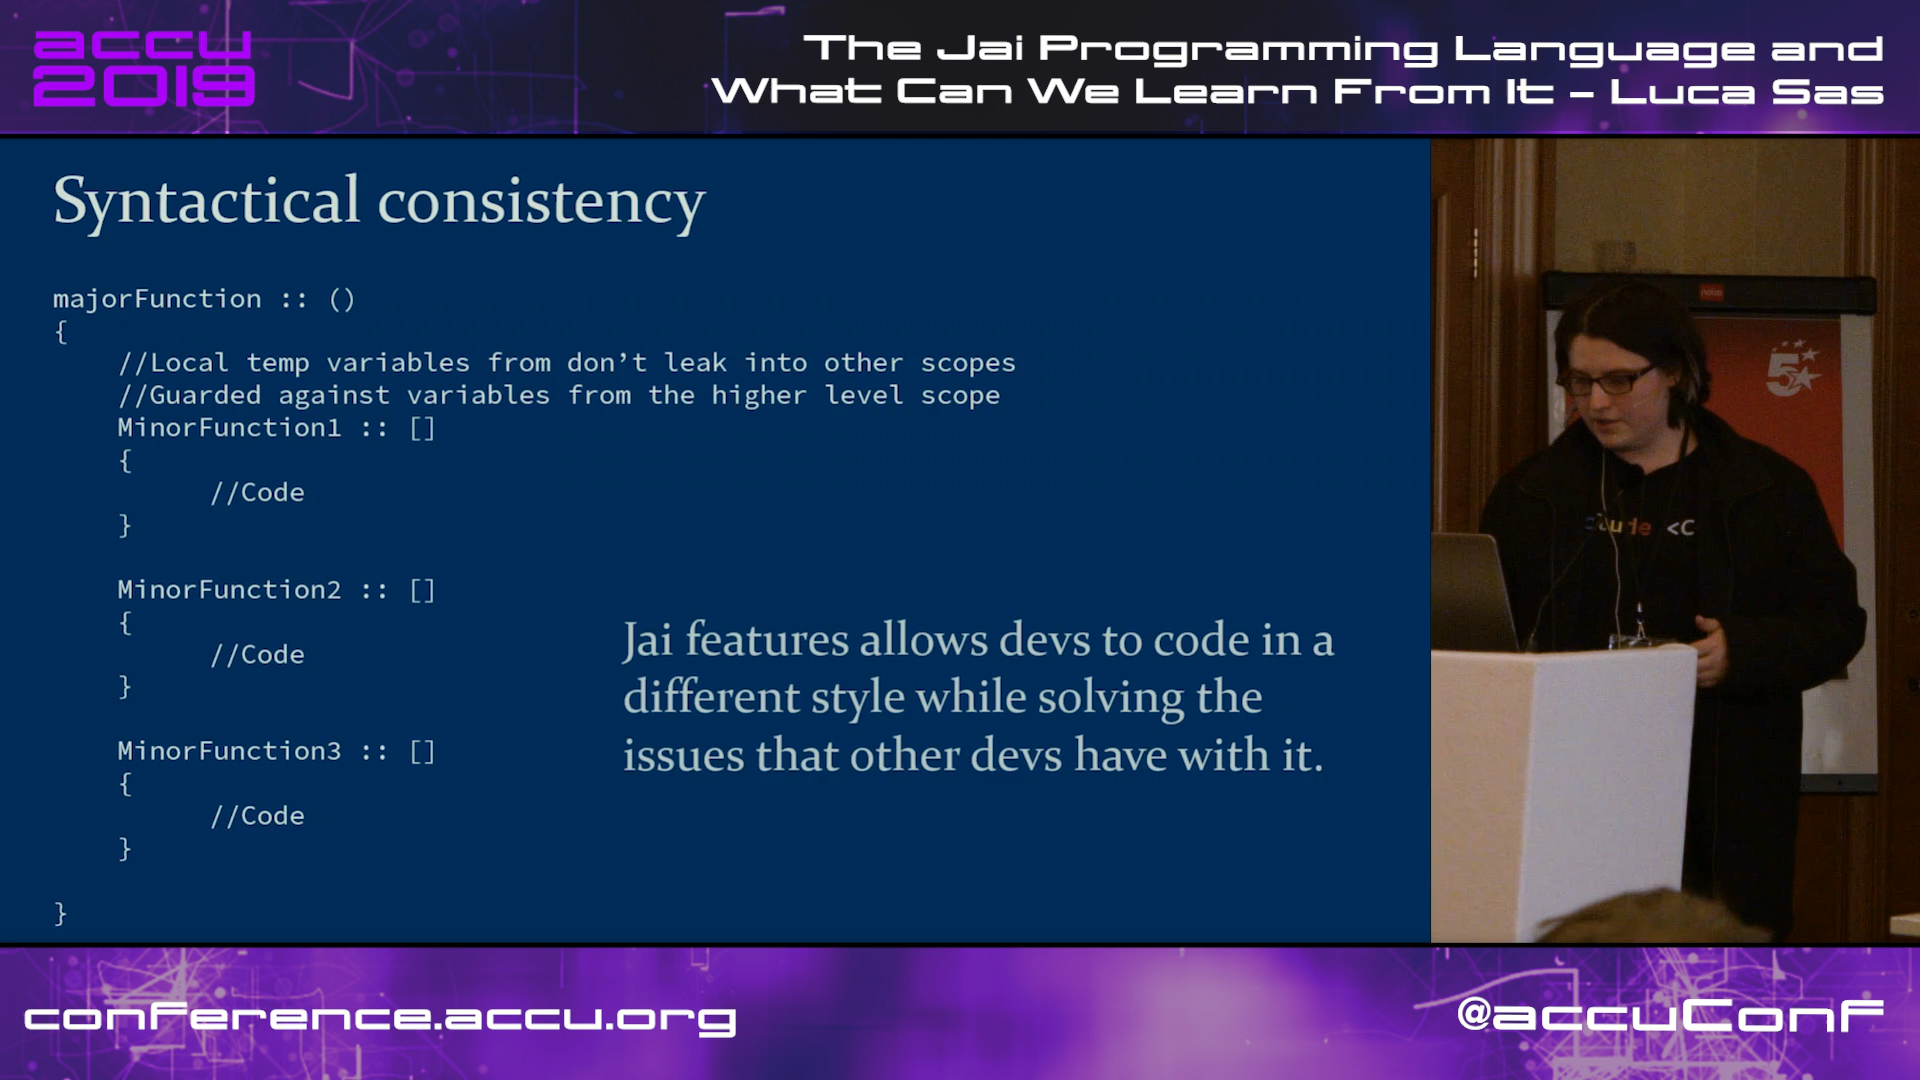 accu
2019
The Jai Programming Language and
What Can We Learn From It – Luca Sas
Syntactical consistency
majorFunction :: ()
{
//Local temp variables from don’t leak into other scopes
//Guarded against variables from the higher level scope
MinorFunction1 :: []
{
//Code
}
MinorFunction2 :: []
{
//Code
}
MinorFunction3 :: []
{
//Code
}
}
Jai features allows devs to code in a
different style while solving the
issues that other devs have with it.
nobo
5
<C
conference.accu.org
@accuConf